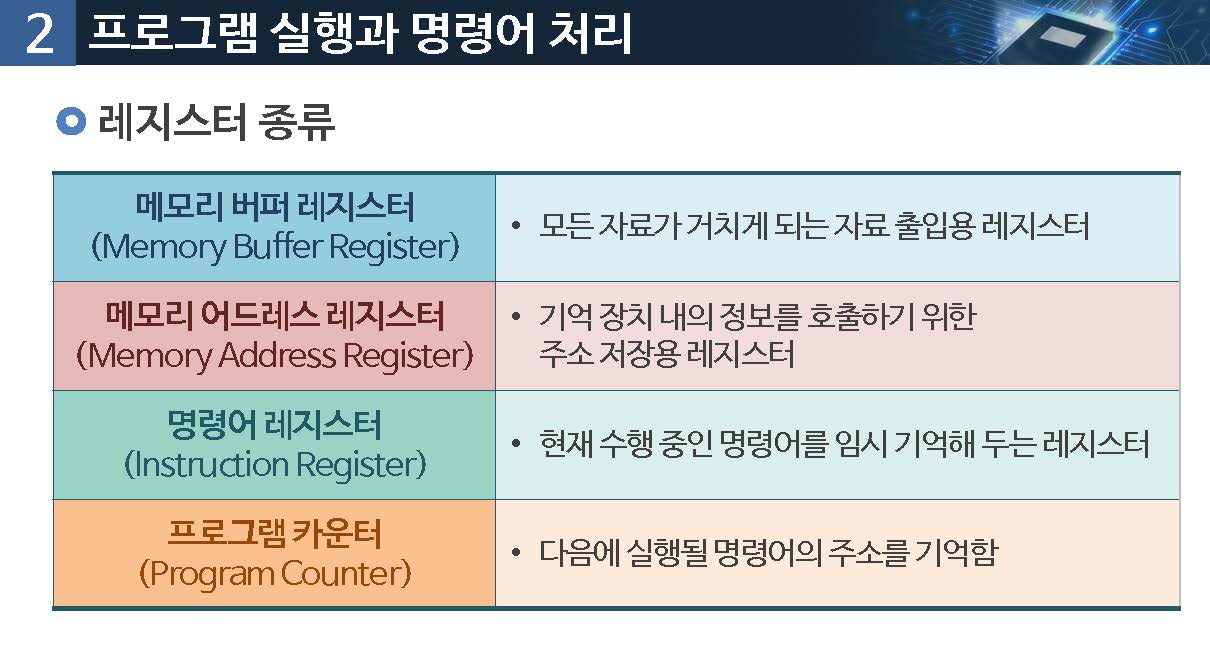 2 프로그램 실행과 명령어 처리
레지스터 종류
메모리 버퍼 레지스터
(Memory Buffer Register)
• 모든 자료가 거치게 되는 자료 출입용 레지스터
메모리 어드레스 레지스터
(Memory Address Register)
• 기억 장치 내의 정보를 호출하기 위한
주소 저장용 레지스터
명령어 레지스터
(Instruction Register)
• 현재 수행 중인 명령어를 임시 기억해 두는 레지스터
프로그램 카운터
(Program Counter)
• 다음에 실행될 명령어의 주소를 기억함